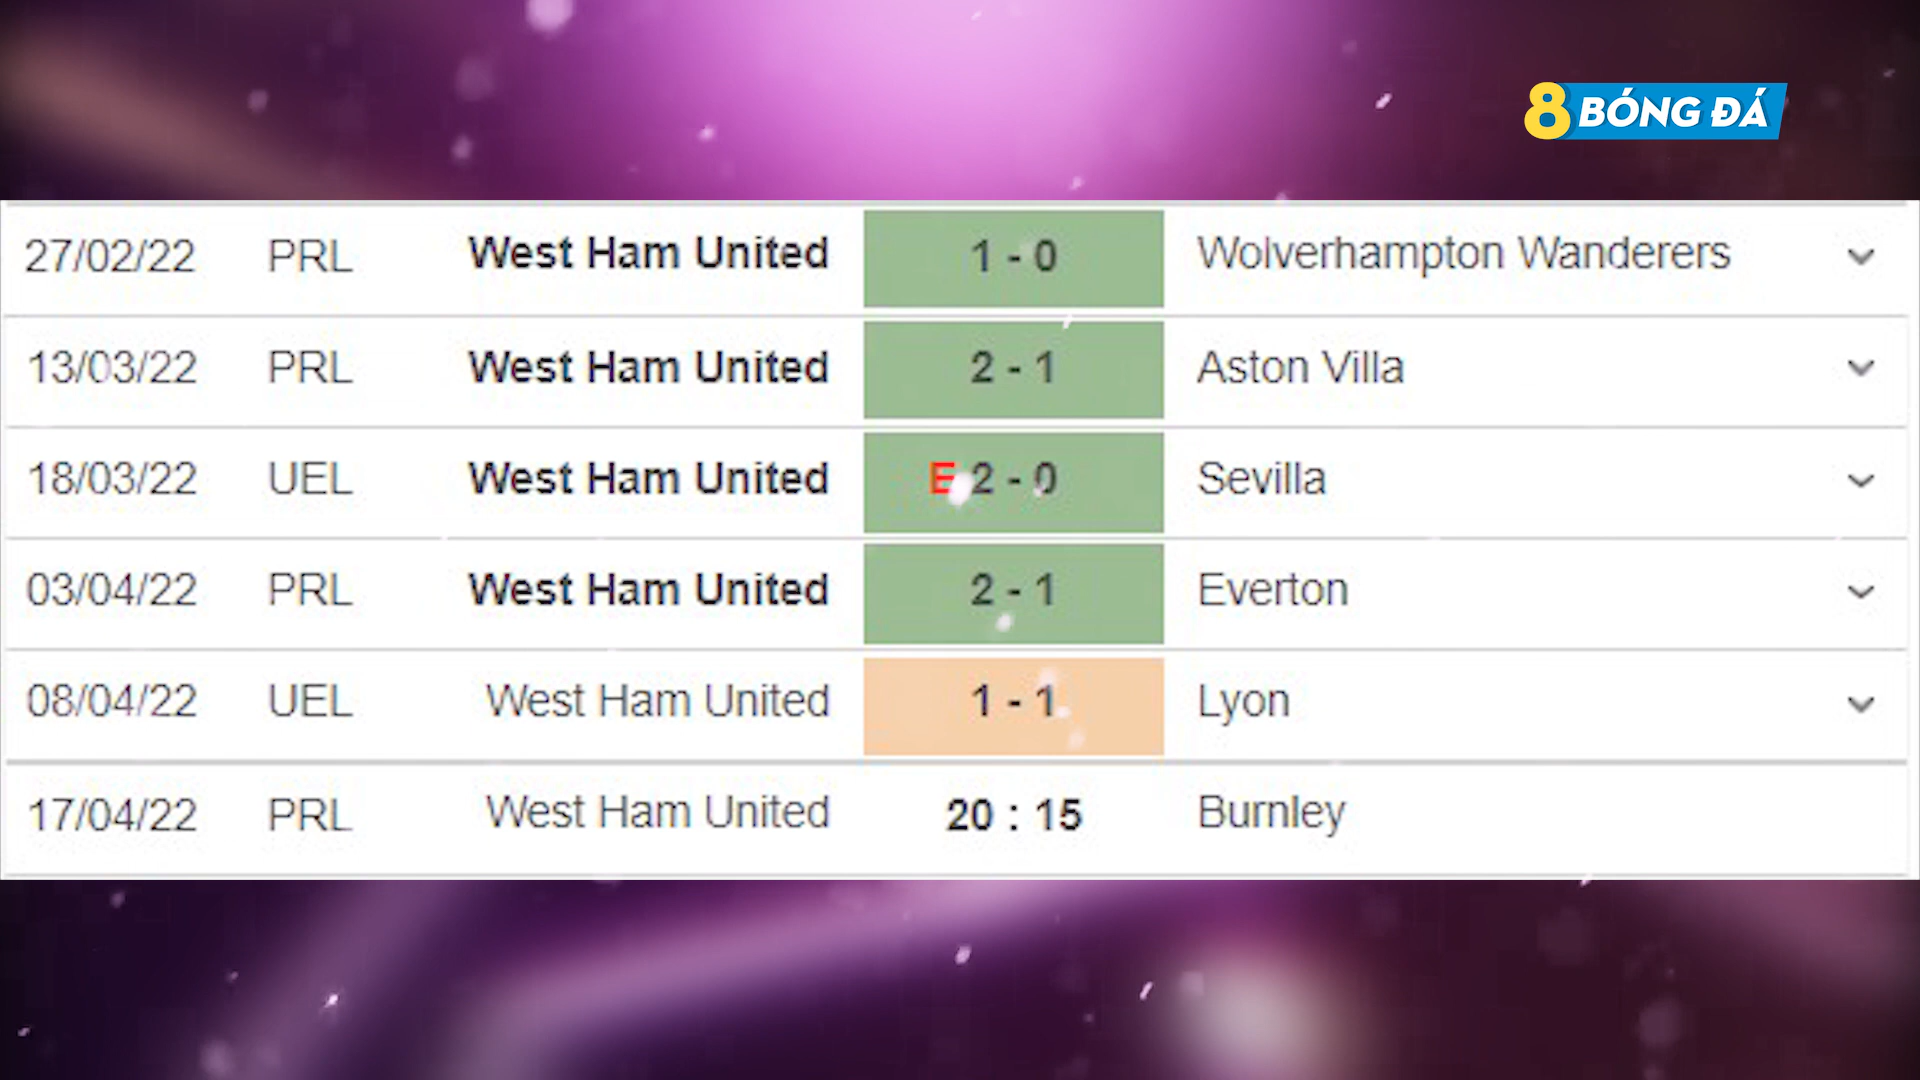 8 BÓNG ĐÁ
27/02/22 PRL West Ham United 1 - 0 Wolverhampton Wanderers
13/03/22 PRL West Ham United 2 - 1 Aston Villa
18/03/22 UEL West Ham United E 2 - 0 Sevilla
03/04/22 PRL West Ham United 2 - 1 Everton
08/04/22 UEL West Ham United 1 - 1 Lyon
17/04/22 PRL West Ham United 20 : 15 Burnley